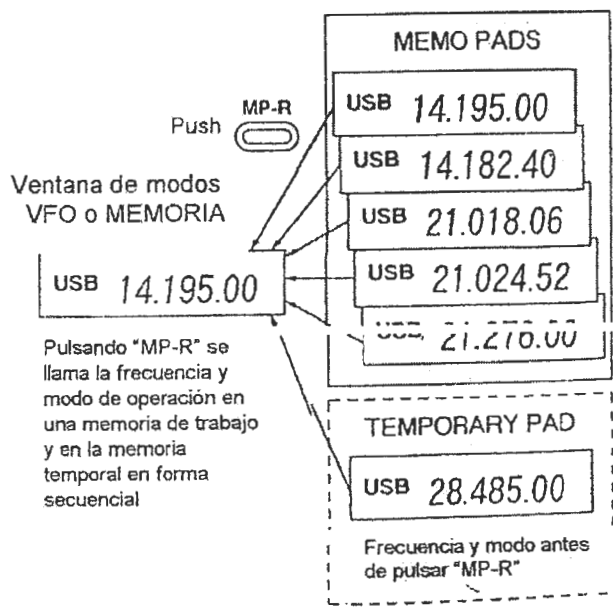 MEMO PADS
USB 14.195.00
MP-R
Push
USB 14.182.40
Ventana de modos
VFO o MEMORIA
USB 21.018.06
USB 14.195.00
USB 21.024.52
Pulsando "MP-R" se
llama la frecuencia y
modo de operación en
una memoria de trabajo
y en la memoria
temporal en forma
secuencial
TEMPORARY PAD
USB 28.485.00
Frecuencia y modo antes
de pulsar "MP-R"